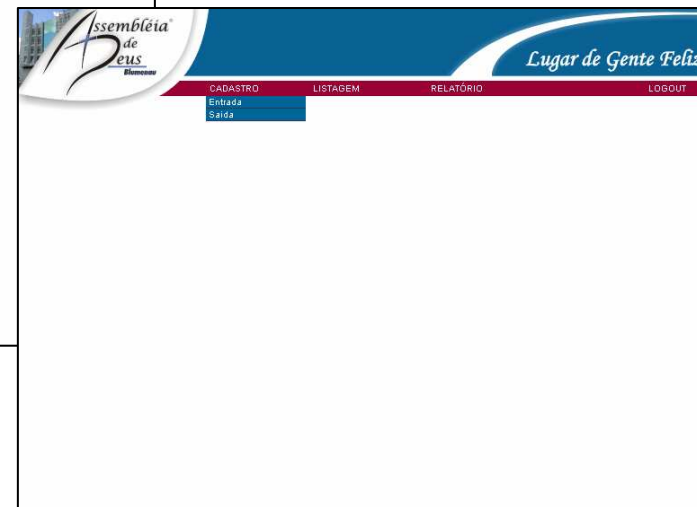 Assembléia
de
Deus
Blumenau
Lugar de Gente Feliz
CADASTRO LISTAGEM RELATÓRIO LOGOUT
Entrada
Saída